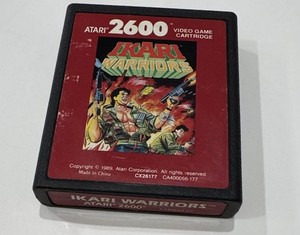 ATARI 2600 VIDEO GAME CARTRIDGE
IKARI
WARRIORS
Copyright © 1989, Atari Corporation. All rights reserved
Made in China CX26177 CA400056-177
IKARI WARRIORS
ATARI 2600